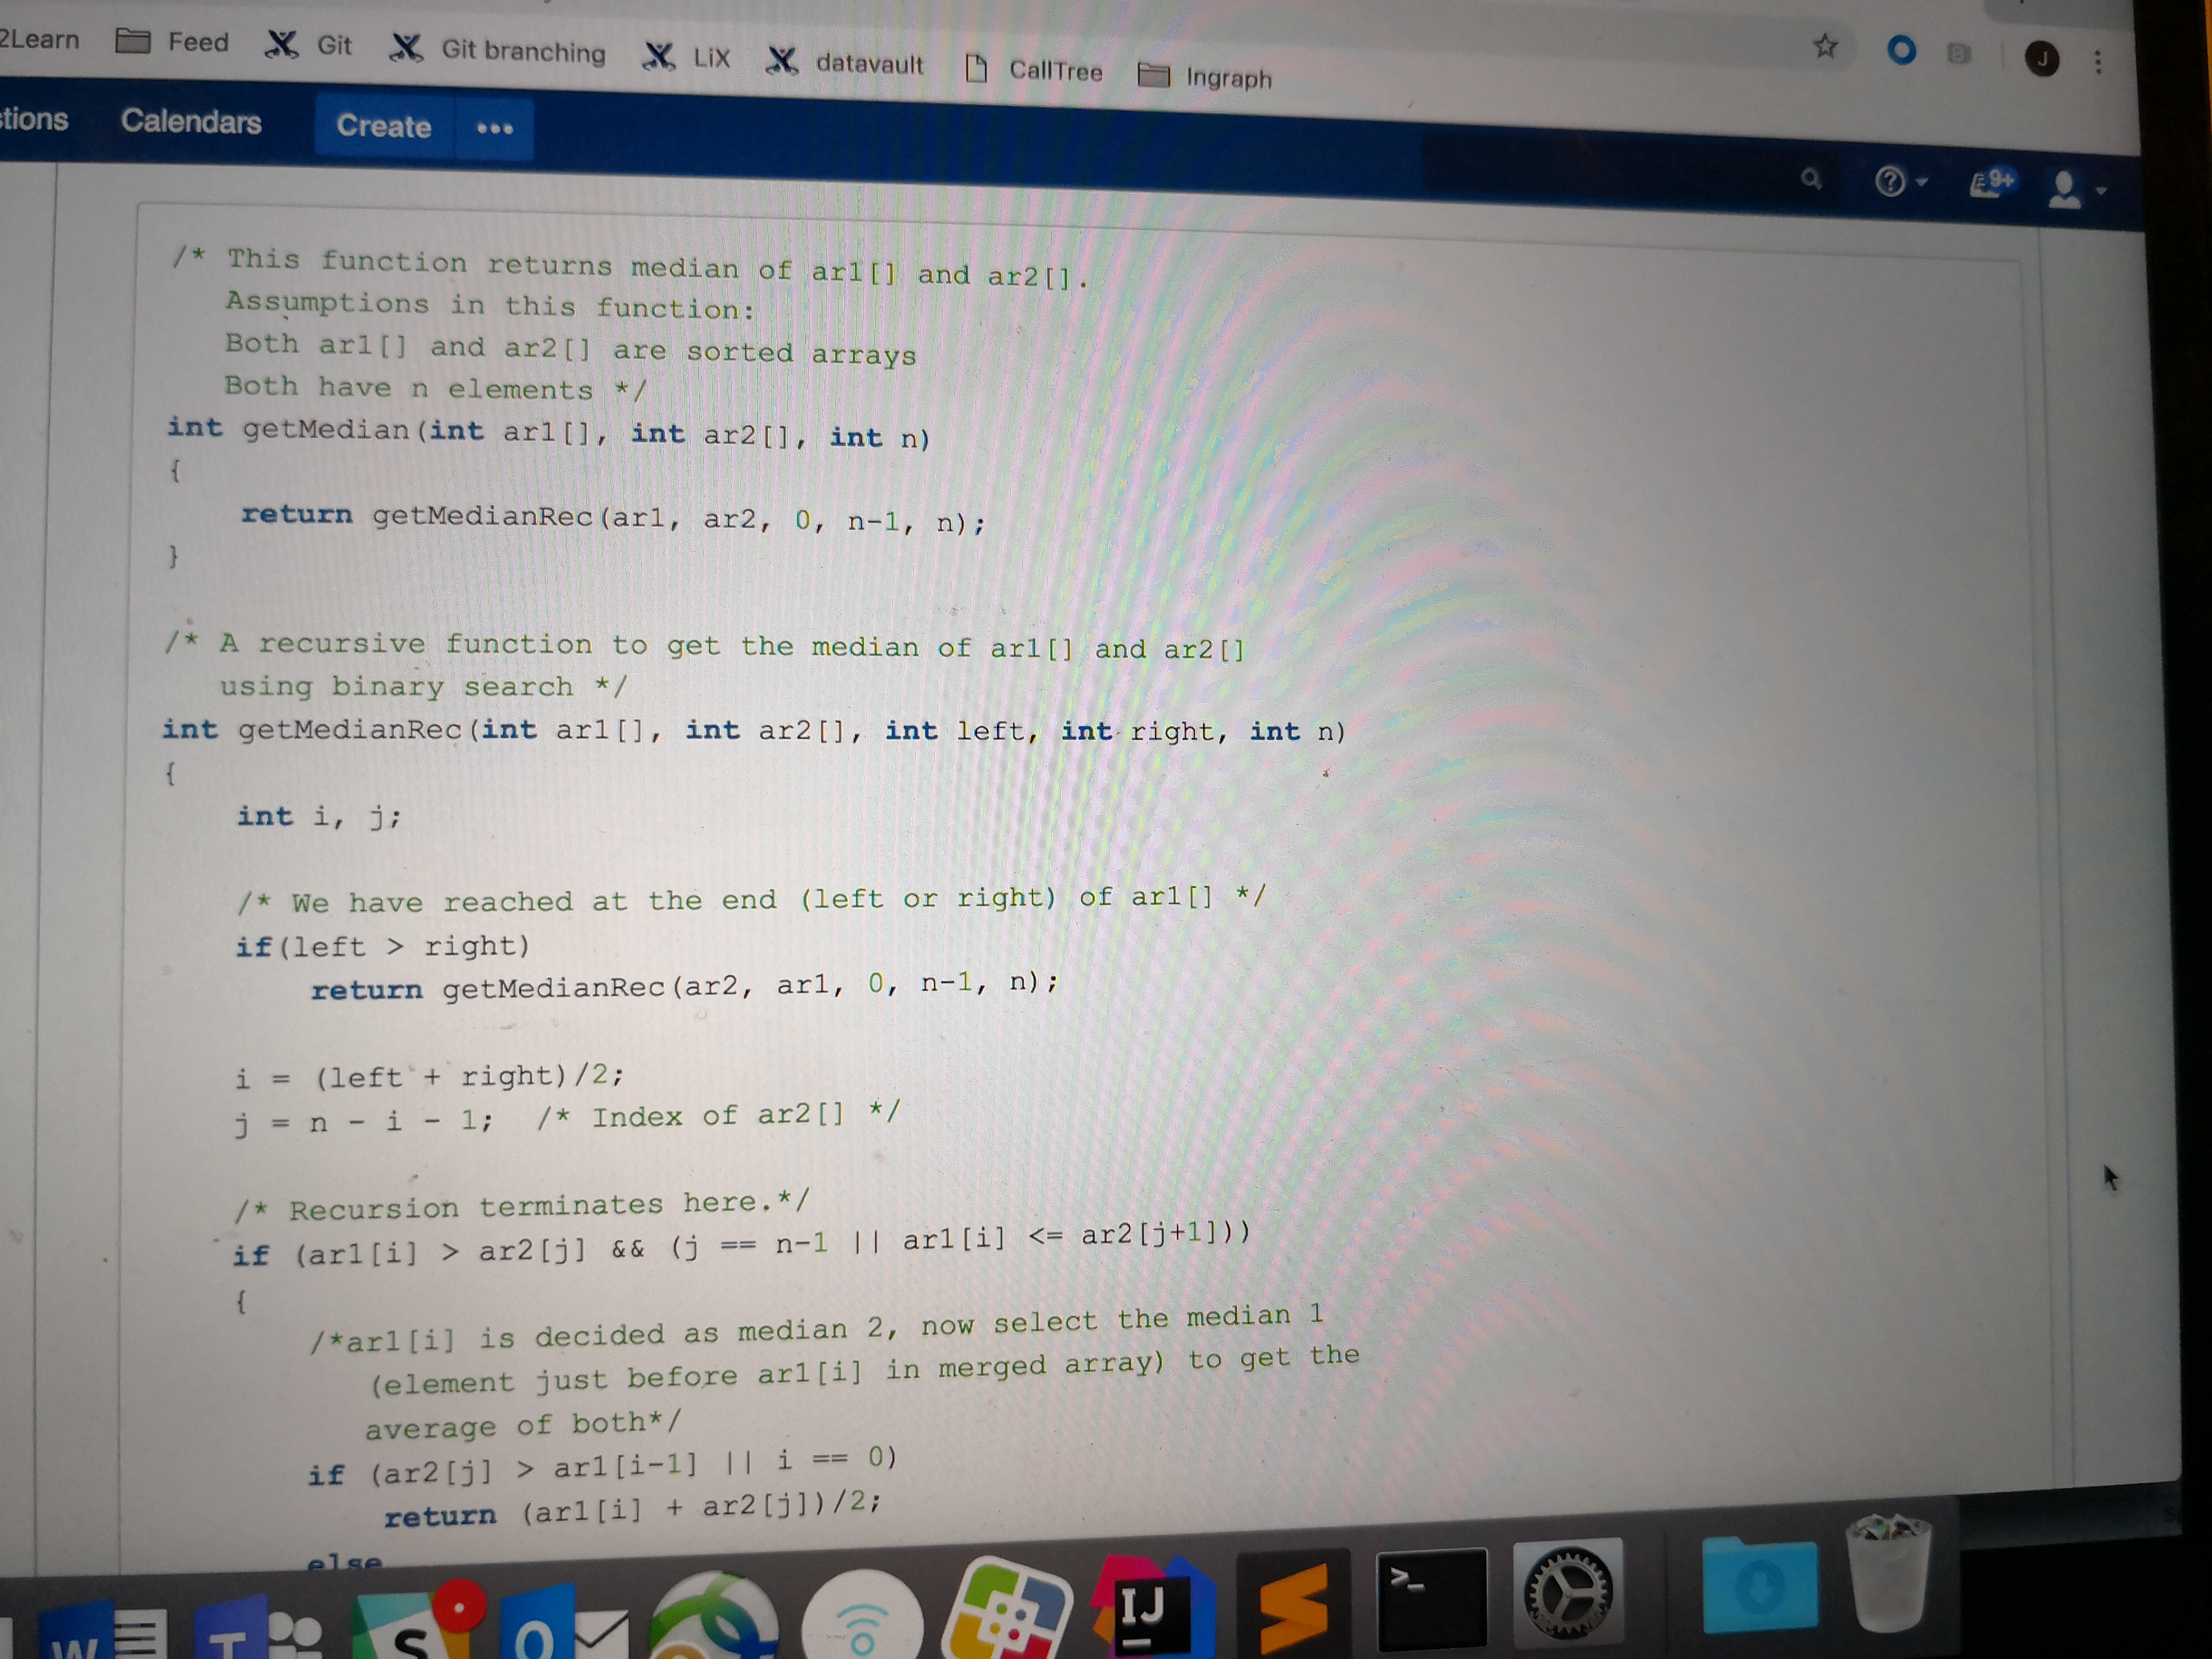 2Learn Feed Git Git branching LiX datavault CallTree Ingraph J
tions Calendars Create ••• ? 9+
/* This function returns median of ar1[] and ar2[].
Assumptions in this function:
Both ar1[] and ar2[] are sorted arrays
Both have n elements */
int getMedian(int ar1[], int ar2[], int n)
{
return getMedianRec(ar1, ar2, 0, n-1, n);
}
/* A recursive function to get the median of ar1[] and ar2[]
using binary search */
int getMedianRec(int ar1[], int ar2[], int left, int right, int n)
{
int i, j;
/* We have reached at the end (left or right) of ar1[] */
if(left > right)
return getMedianRec(ar2, ar1, 0, n-1, n);
i = (left + right)/2;
j = n - i - 1; /* Index of ar2[] */
/* Recursion terminates here.*/
if (ar1[i] > ar2[j] && (j == n-1 || ar1[i] <= ar2[j+1]))
{
/*ar1[i] is decided as median 2, now select the median 1
(element just before ar1[i] in merged array) to get the
average of both*/
if (ar2[j] > ar1[i-1] || i == 0)
return (ar1[i] + ar2[j])/2;
else
W T S O IJ >_